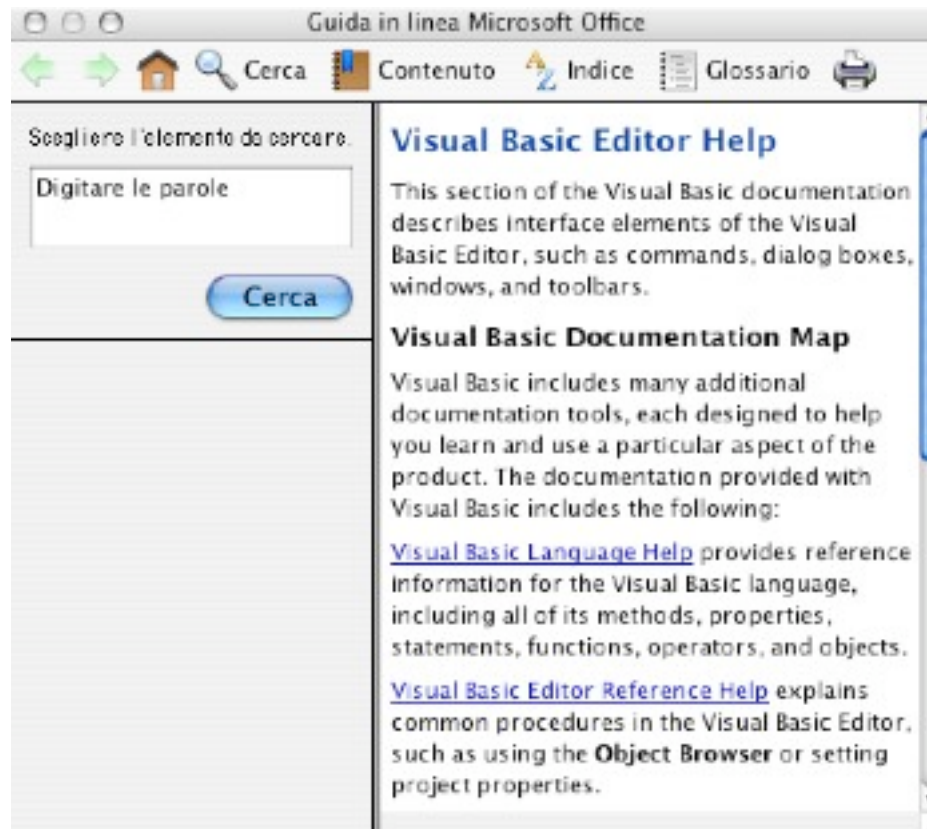 Guida in linea Microsoft Office
Cerca Contenuto Indice Glossario
Scegliere l'elemento da cercare.
Digitare le parole
Cerca
Visual Basic Editor Help
This section of the Visual Basic documentation
describes interface elements of the Visual
Basic Editor, such as commands, dialog boxes,
windows, and toolbars.
Visual Basic Documentation Map
Visual Basic includes many additional
documentation tools, each designed to help
you learn and use a particular aspect of the
product. The documentation provided with
Visual Basic includes the following:
Visual Basic Language Help provides reference
information for the Visual Basic language,
including all of its methods, properties,
statements, functions, operators, and objects.
Visual Basic Editor Reference Help explains
common procedures in the Visual Basic Editor,
such as using the Object Browser or setting
project properties.